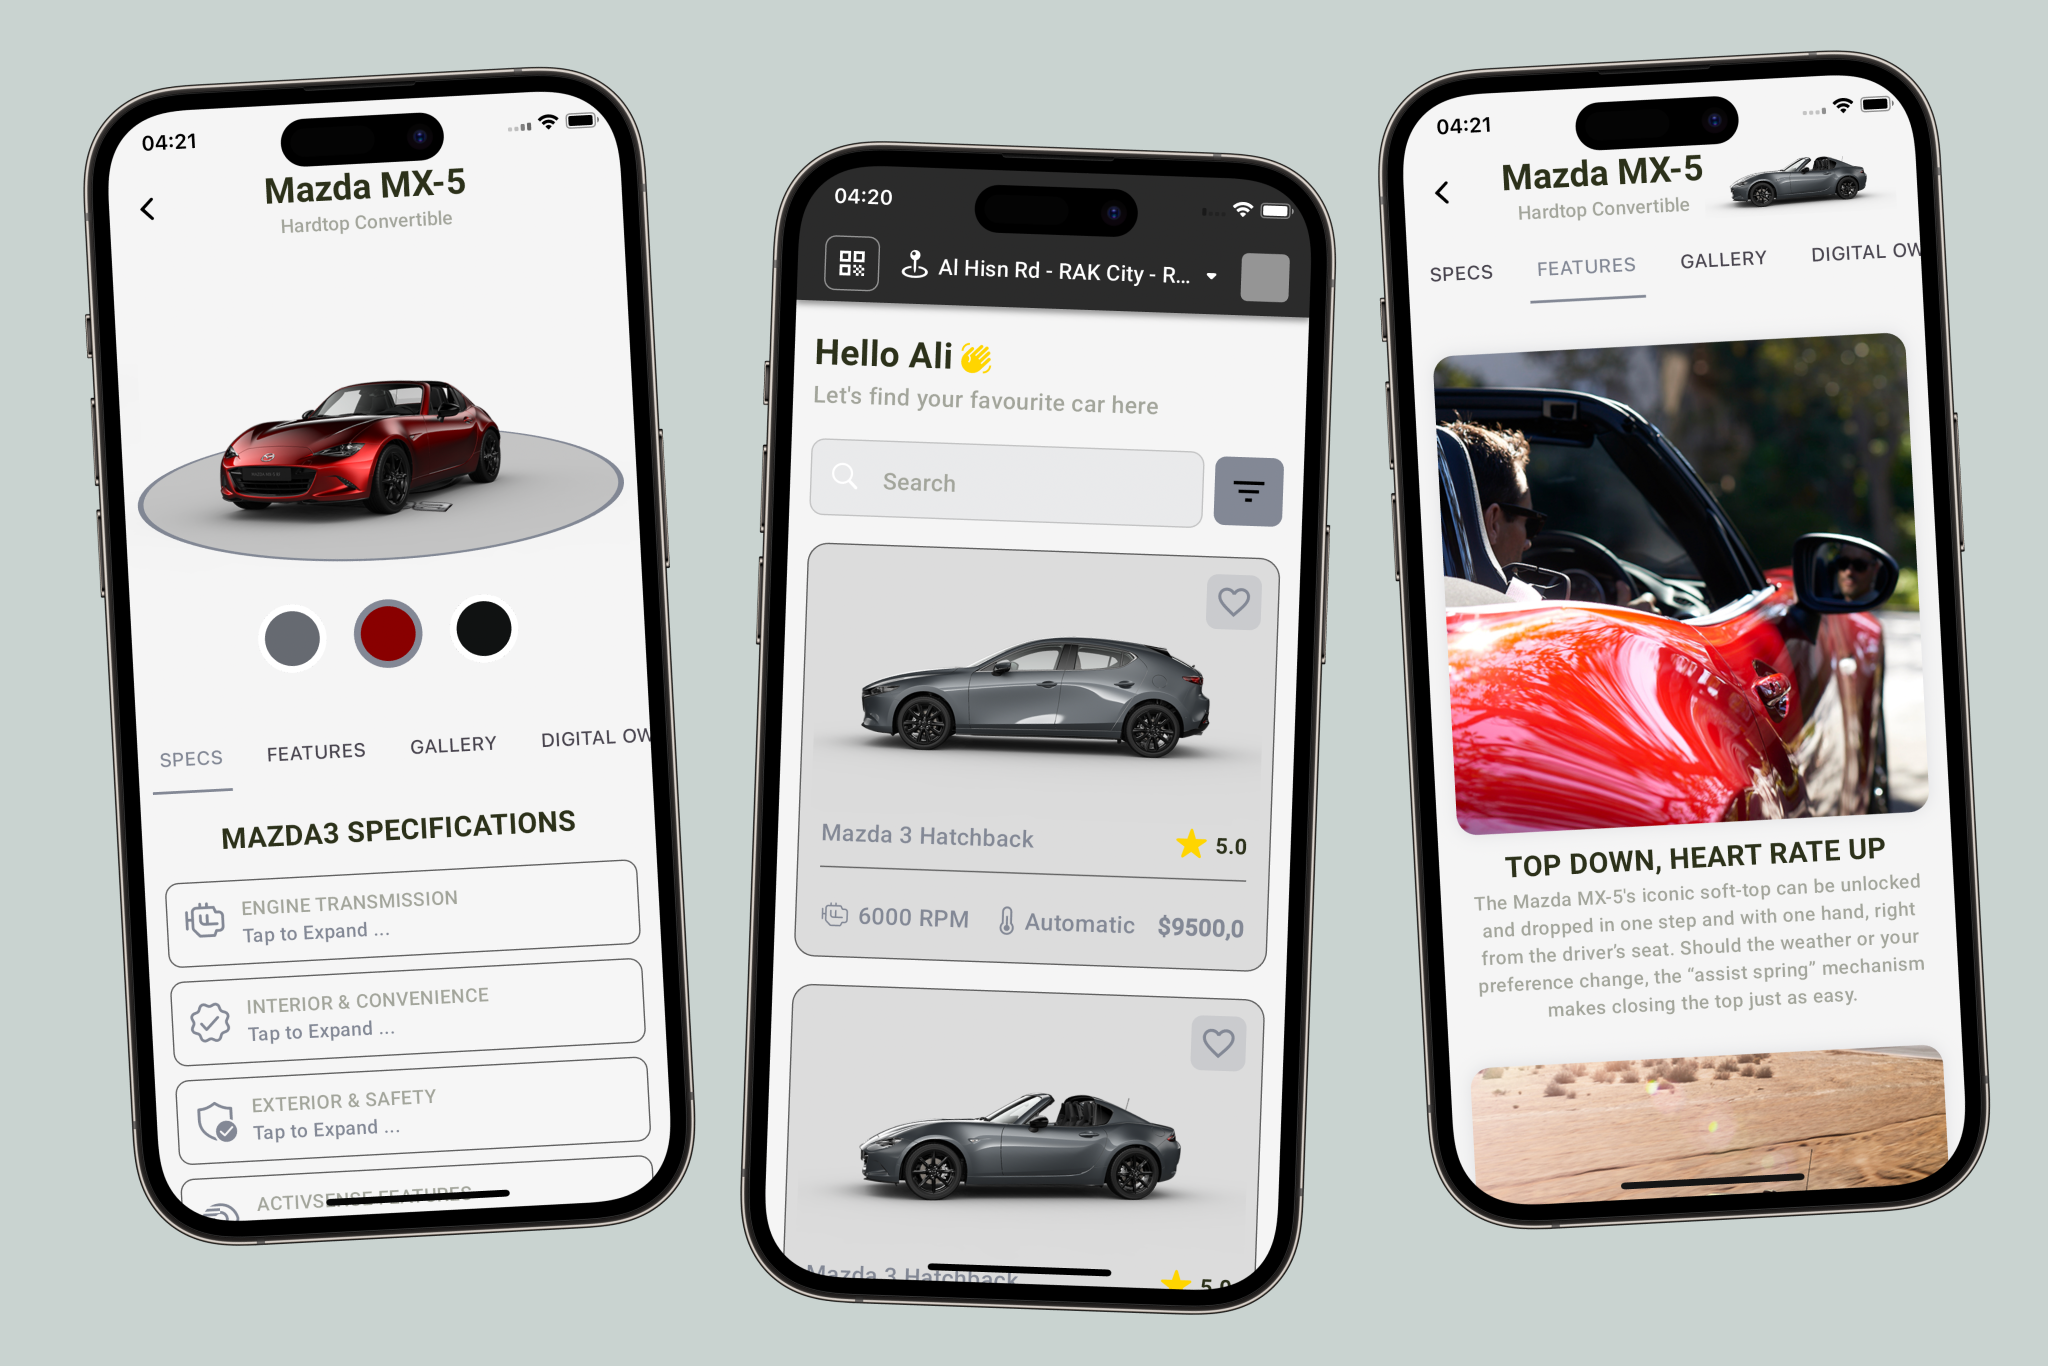 04:21
Mazda MX-5
Hardtop Convertible
SPECS
FEATURES
GALLERY
DIGITAL OW
MAZDA3 SPECIFICATIONS
ENGINE TRANSMISSION
Tap to Expand ...
INTERIOR & CONVENIENCE
Tap to Expand ...
EXTERIOR & SAFETY
Tap to Expand ...
ACTIVSENSE FEATURES
04:20
Al Hisn Rd - RAK City - R...
Hello Ali
Let's find your favourite car here
Search
Mazda 3 Hatchback
5.0
6000 RPM
Automatic
$9500,0
Mazda 3 Hatchback
5.0
04:21
Mazda MX-5
Hardtop Convertible
SPECS
FEATURES
GALLERY
DIGITAL OW
TOP DOWN, HEART RATE UP
The Mazda MX-5's iconic soft-top can be unlocked
and dropped in one step and with one hand, right
from the driver’s seat. Should the weather or your
preference change, the “assist spring” mechanism
makes closing the top just as easy.